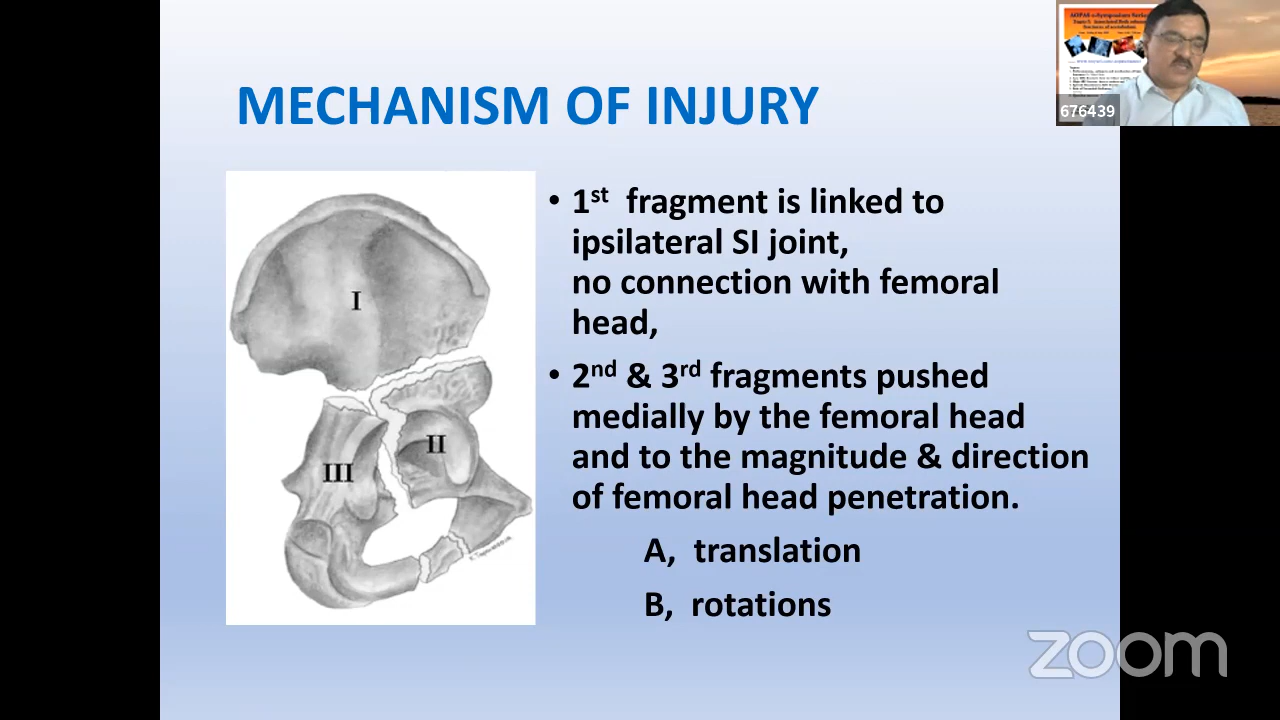 MECHANISM OF INJURY
676439
• 1st fragment is linked to
ipsilateral SI joint,
no connection with femoral
head,
• 2nd & 3rd fragments pushed
medially by the femoral head
and to the magnitude & direction
of femoral head penetration.
A, translation
B, rotations
I
II
III
zoom